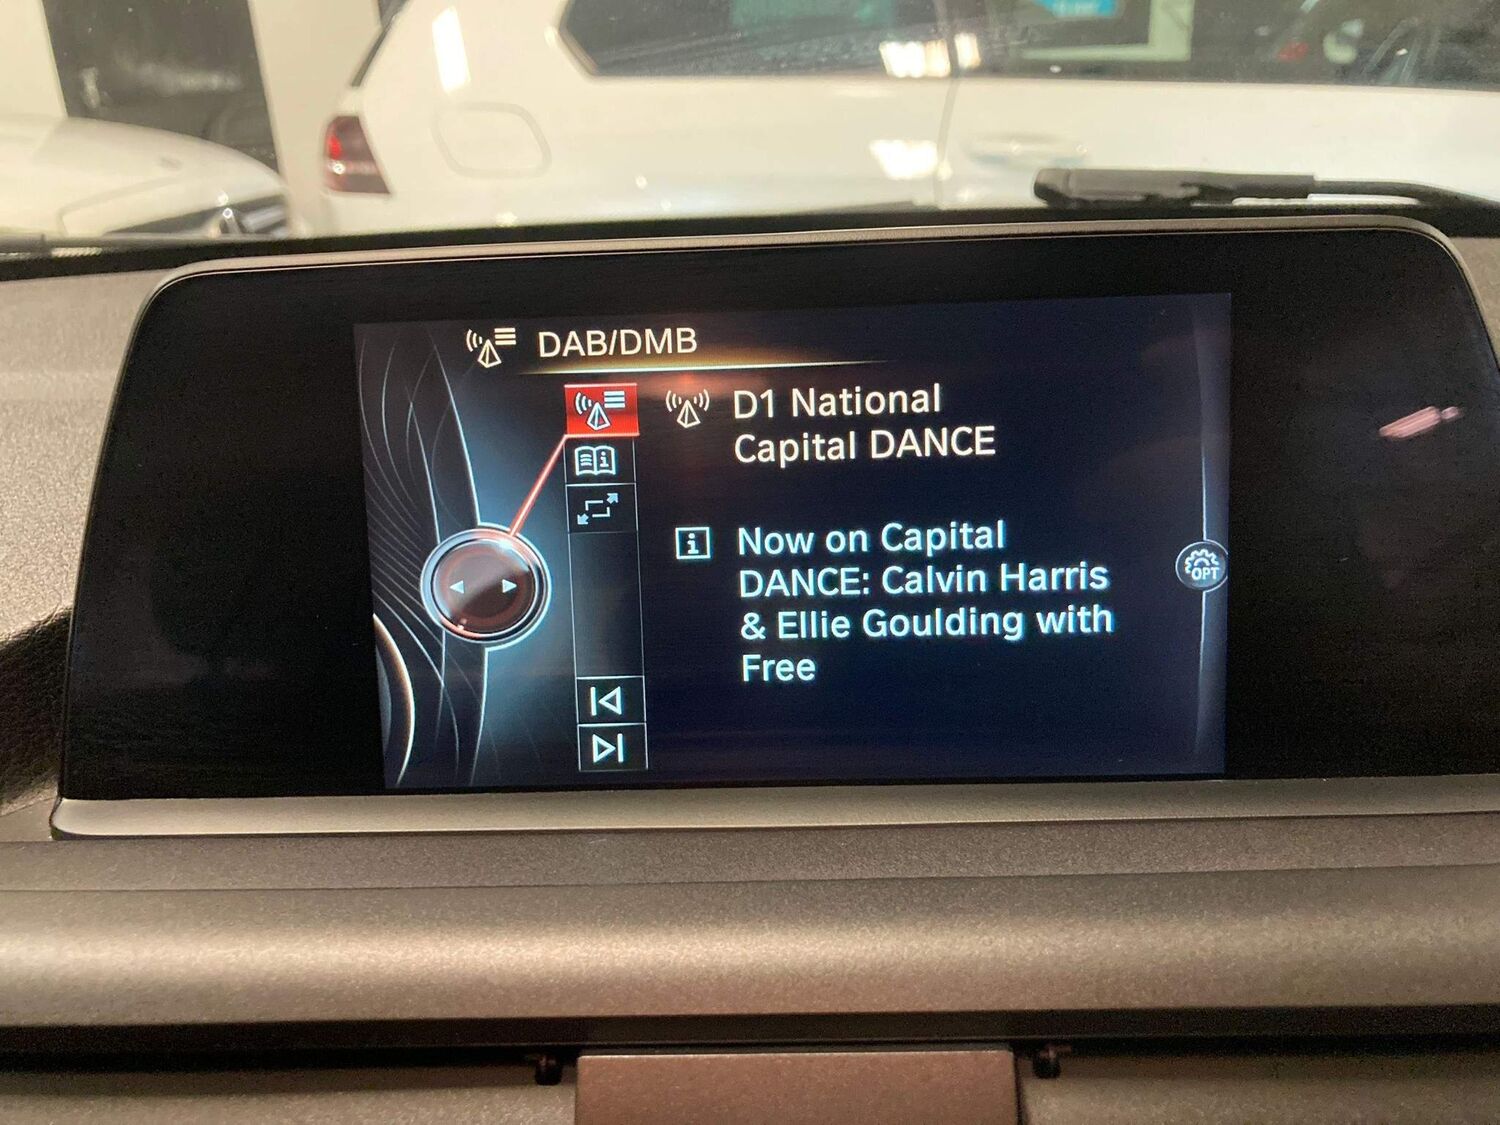 DAB/DMB
D1 National
Capital DANCE
Now on Capital
DANCE: Calvin Harris
& Ellie Goulding with
Free
OPT